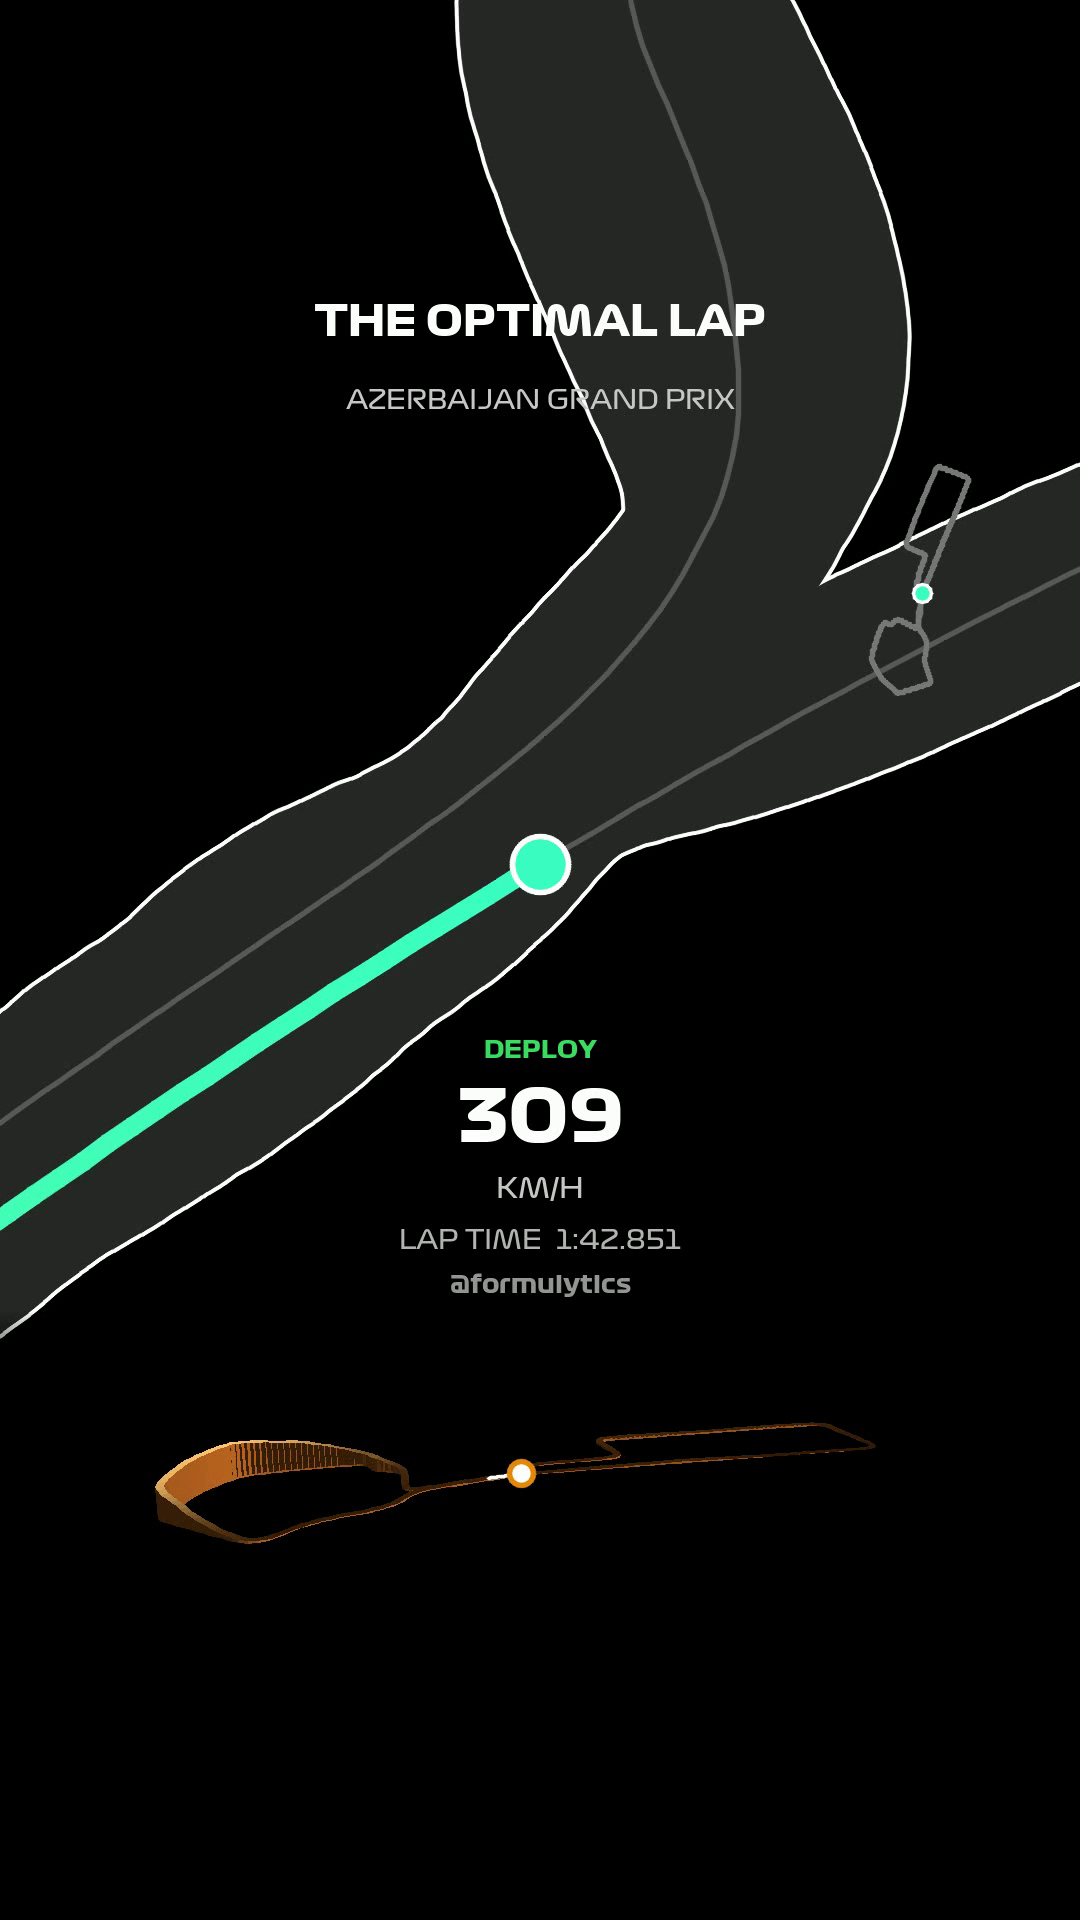 THE OPTIMAL LAP
AZERBAIJAN GRAND PRIX
DEPLOY
309
KM/H
LAP TIME 1:42.851
@formulytics